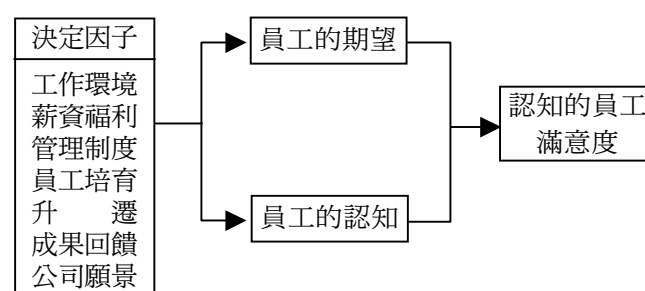 決定因子
工作環境
薪資福利
管理制度
員工培育
升　　遷
成果回饋
公司願景
員工的期望
員工的認知
認知的員工
滿意度